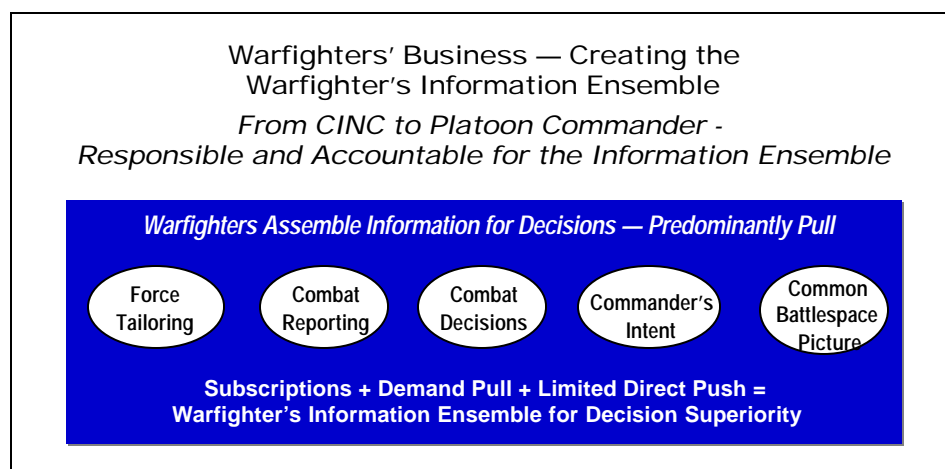 Warfighters' Business — Creating the
Warfighter's Information Ensemble
From CINC to Platoon Commander -
Responsible and Accountable for the Information Ensemble
Warfighters Assemble Information for Decisions — Predominantly Pull
Force
Tailoring
Combat
Reporting
Combat
Decisions
Commander's
Intent
Common
Battlespace
Picture
Subscriptions + Demand Pull + Limited Direct Push =
Warfighter's Information Ensemble for Decision Superiority